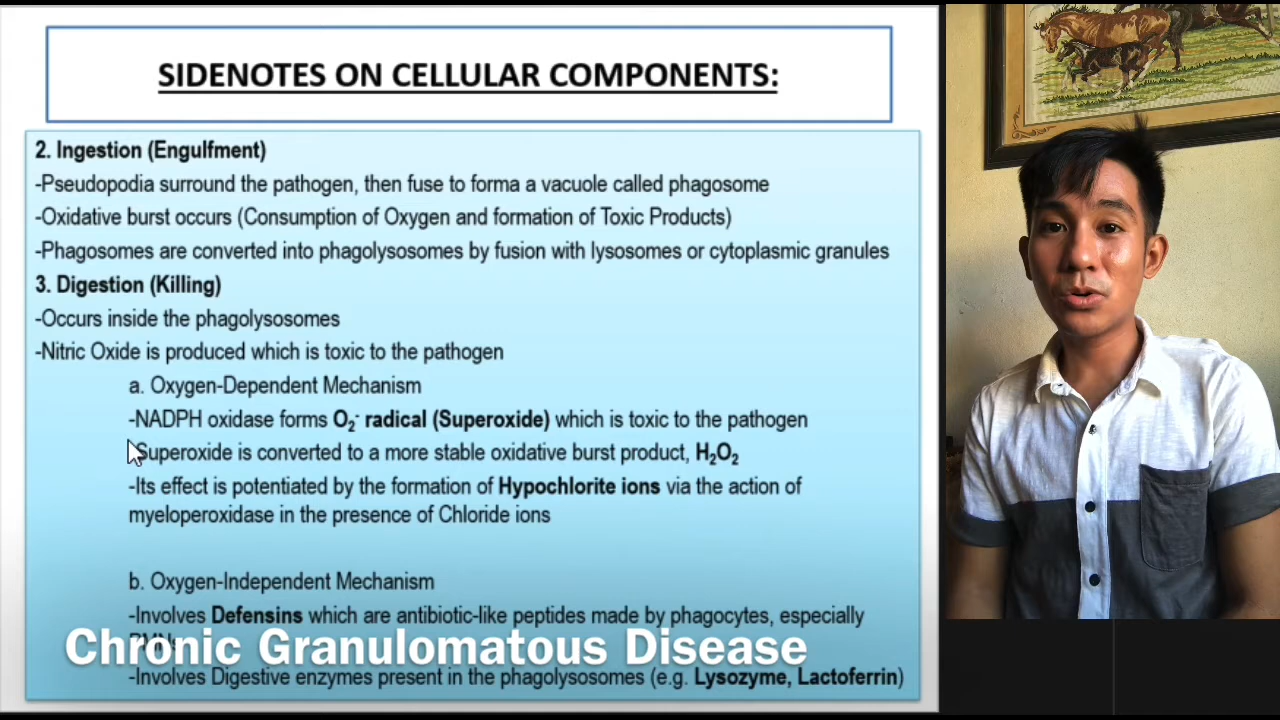 SIDENOTES ON CELLULAR COMPONENTS:
2. Ingestion (Engulfment)
-Pseudopodia surround the pathogen, then fuse to forma a vacuole called phagosome
-Oxidative burst occurs (Consumption of Oxygen and formation of Toxic Products)
-Phagosomes are converted into phagolysosomes by fusion with lysosomes or cytoplasmic granules
3. Digestion (Killing)
-Occurs inside the phagolysosomes
-Nitric Oxide is produced which is toxic to the pathogen
a. Oxygen-Dependent Mechanism
-NADPH oxidase forms O₂⁻ radical (Superoxide) which is toxic to the pathogen
Superoxide is converted to a more stable oxidative burst product, H₂O₂
-Its effect is potentiated by the formation of Hypochlorite ions via the action of
myeloperoxidase in the presence of Chloride ions
b. Oxygen-Independent Mechanism
-Involves Defensins which are antibiotic-like peptides made by phagocytes, especially
Chronic Granulomatous Disease
-Involves Digestive enzymes present in the phagolysosomes (e.g. Lysozyme, Lactoferrin)